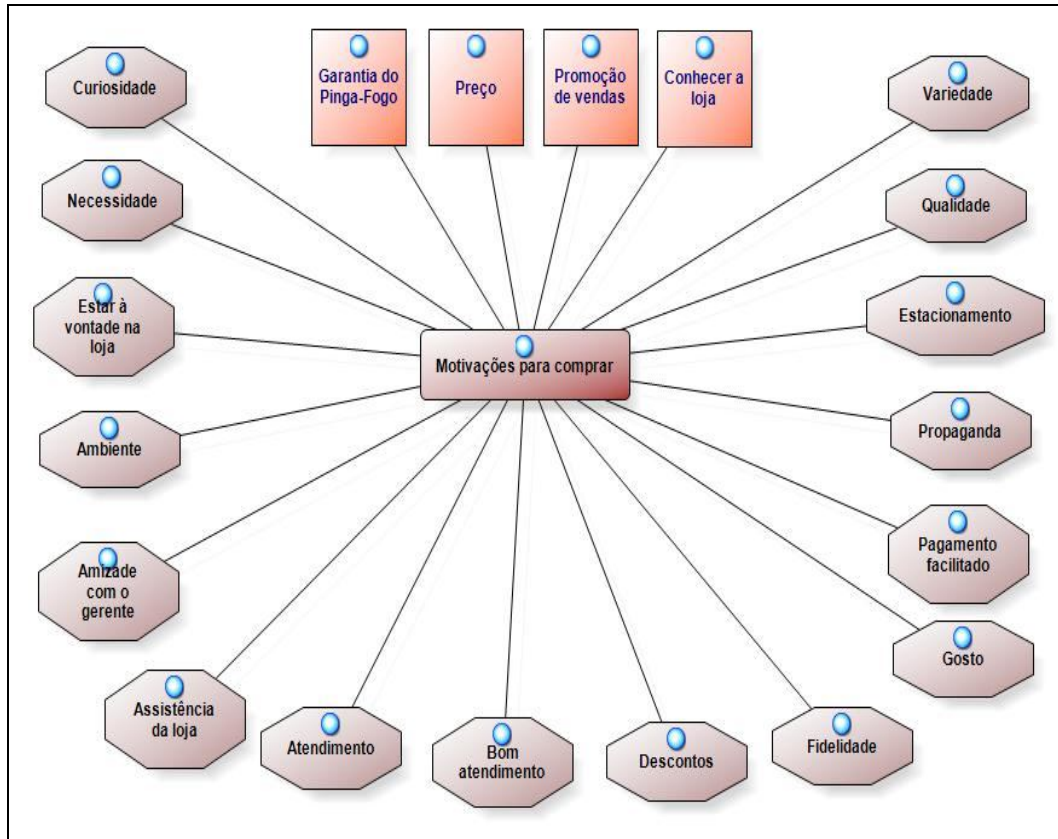 Curiosidade
Garantia do
Pinga-Fogo
Preço
Promoção
de vendas
Conhecer a
loja
Variedade
Necessidade
Qualidade
Estar à
vontade na
loja
Estacionamento
Motivações para comprar
Ambiente
Propaganda
Amizade
com o
gerente
Pagamento
facilitado
Gosto
Assistência
da loja
Atendimento
Bom
atendimento
Descontos
Fidelidade